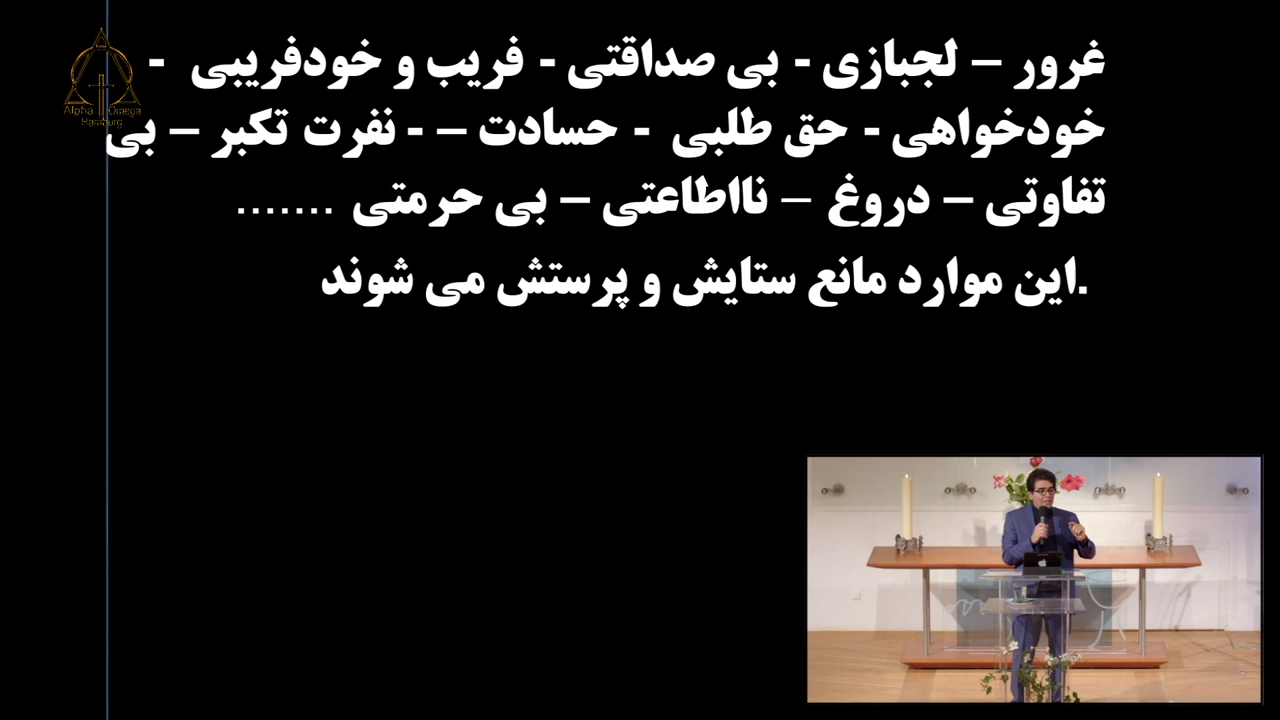 غرور – لجبازی - بی صداقتی - فریب و خودفریبی -
خودخواهی - حق طلبی - حسادت – - نفرت تکبر – بی
تفاوتی – دروغ – نااطاعتی – بی حرمتی .......
.این موارد مانع ستایش و پرستش می شوند
Alpha Omega
Hamburg